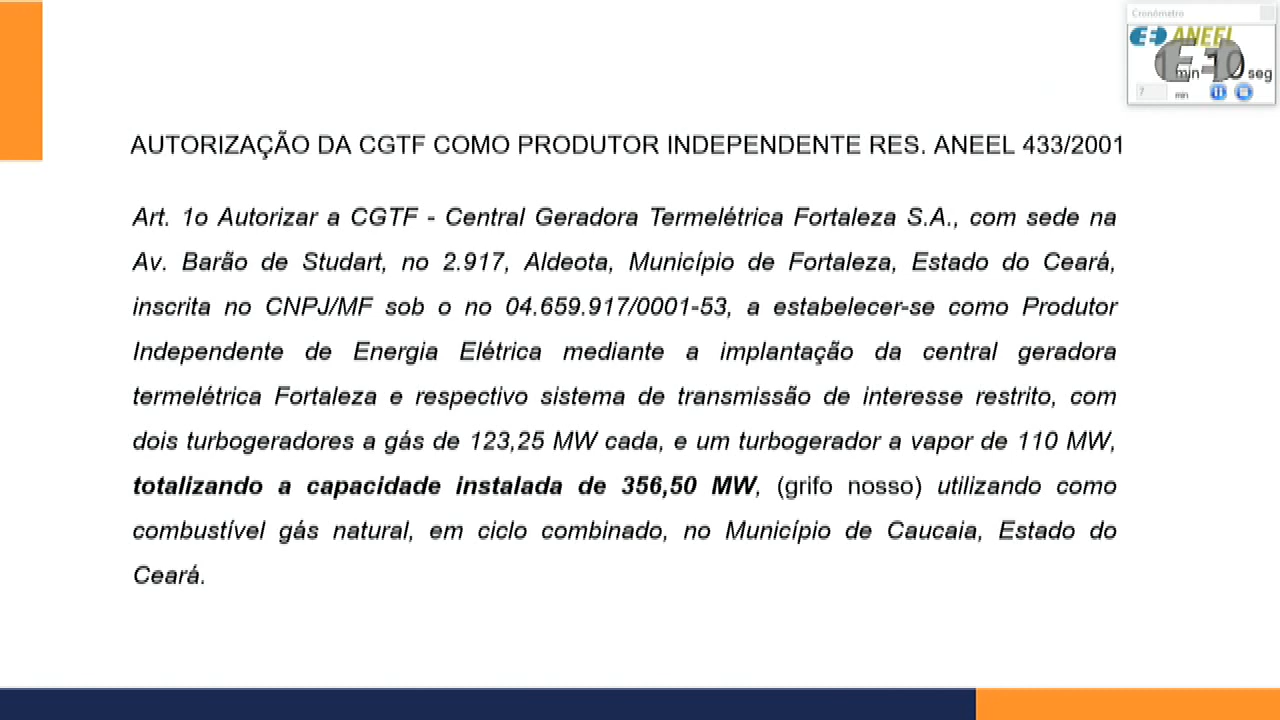 Cronômetro
ANEEL
min 10 seg
7 min
AUTORIZAÇÃO DA CGTF COMO PRODUTOR INDEPENDENTE RES. ANEEL 433/2001
Art. 1o Autorizar a CGTF - Central Geradora Termelétrica Fortaleza S.A., com sede na
Av. Barão de Studart, no 2.917, Aldeota, Município de Fortaleza, Estado do Ceará,
inscrita no CNPJ/MF sob o no 04.659.917/0001-53, a estabelecer-se como Produtor
Independente de Energia Elétrica mediante a implantação da central geradora
termelétrica Fortaleza e respectivo sistema de transmissão de interesse restrito, com
dois turbogeradores a gás de 123,25 MW cada, e um turbogerador a vapor de 110 MW,
totalizando a capacidade instalada de 356,50 MW, (grifo nosso) utilizando como
combustível gás natural, em ciclo combinado, no Município de Caucaia, Estado do
Ceará.